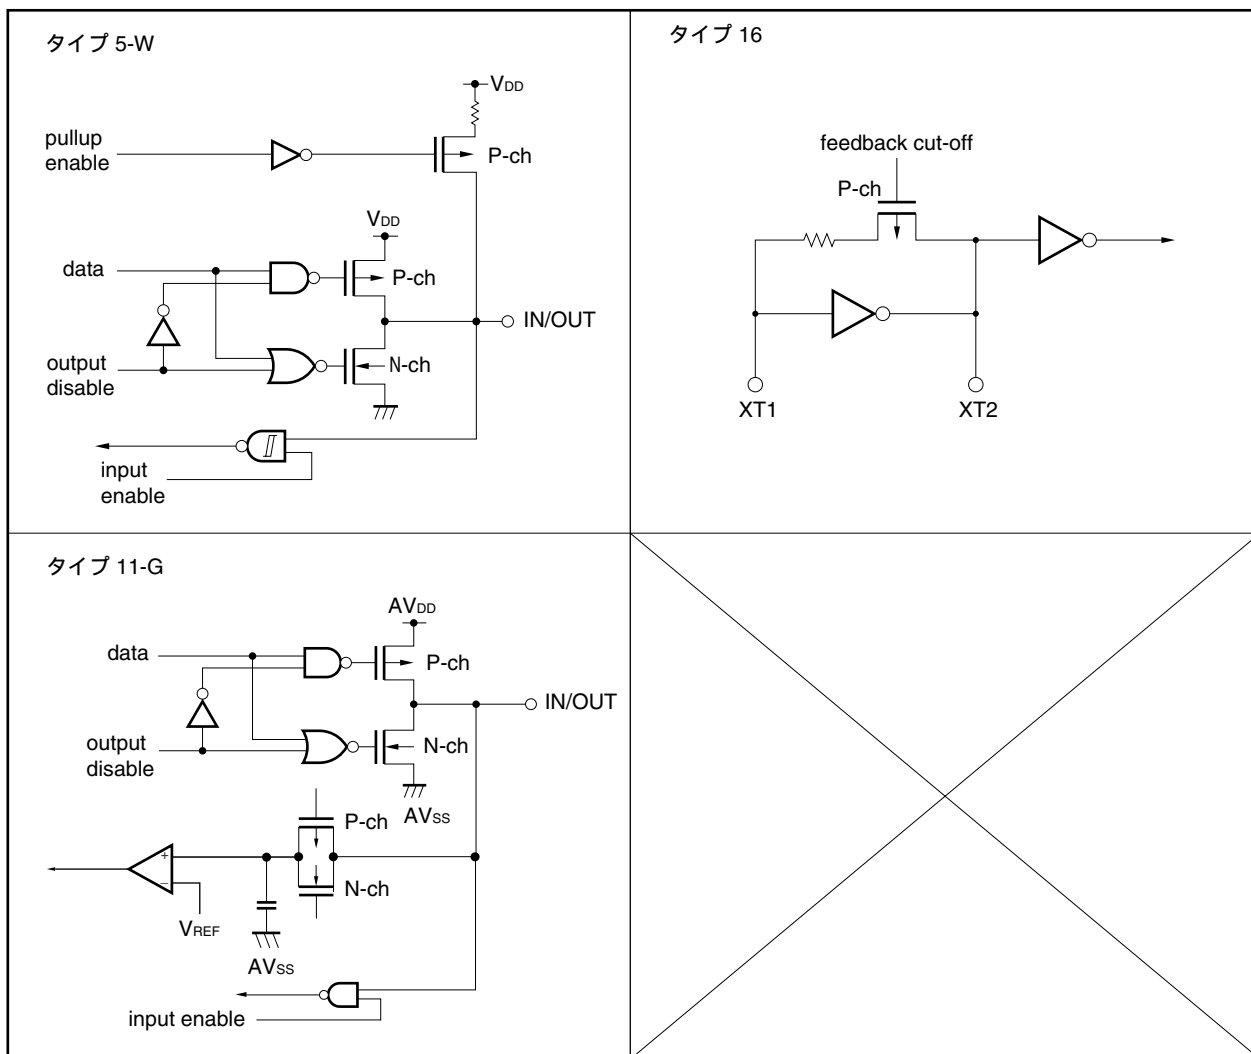 タイプ 5-W
VDD
pullup
enable
P-ch
VDD
data
P-ch
IN/OUT
output
disable
N-ch
input
enable
タイプ 16
feedback cut-off
P-ch
XT1
XT2
タイプ 11-G
AVDD
data
P-ch
IN/OUT
output
disable
N-ch
AVSS
P-ch
+
−
N-ch
VREF
AVSS
input enable